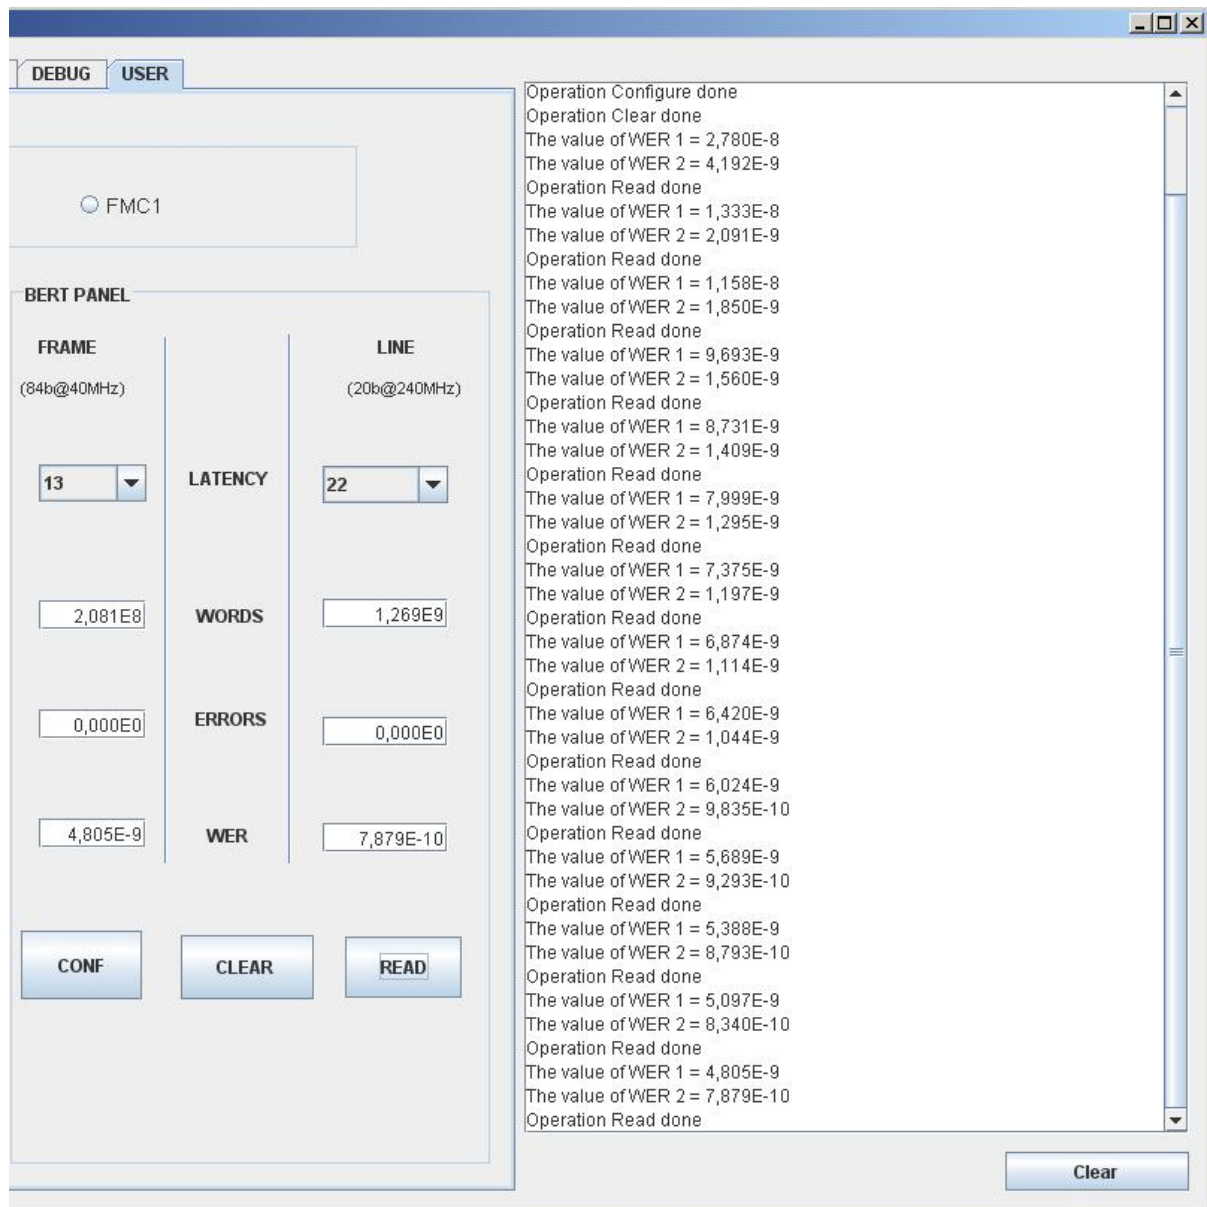 DEBUG USER
FMC1
BERT PANEL
FRAME LINE
(84b@40MHz) (20b@240MHz)
13 LATENCY 22
2,081E8 WORDS 1,269E9
0,000E0 ERRORS 0,000E0
4,805E-9 WER 7,879E-10
CONF CLEAR READ
Operation Configure done
Operation Clear done
The value of WER 1 = 2,780E-8
The value of WER 2 = 4,192E-9
Operation Read done
The value of WER 1 = 1,333E-8
The value of WER 2 = 2,091E-9
Operation Read done
The value of WER 1 = 1,158E-8
The value of WER 2 = 1,850E-9
Operation Read done
The value of WER 1 = 9,693E-9
The value of WER 2 = 1,560E-9
Operation Read done
The value of WER 1 = 8,731E-9
The value of WER 2 = 1,409E-9
Operation Read done
The value of WER 1 = 7,999E-9
The value of WER 2 = 1,295E-9
Operation Read done
The value of WER 1 = 7,375E-9
The value of WER 2 = 1,197E-9
Operation Read done
The value of WER 1 = 6,874E-9
The value of WER 2 = 1,114E-9
Operation Read done
The value of WER 1 = 6,420E-9
The value of WER 2 = 1,044E-9
Operation Read done
The value of WER 1 = 6,024E-9
The value of WER 2 = 9,835E-10
Operation Read done
The value of WER 1 = 5,689E-9
The value of WER 2 = 9,293E-10
Operation Read done
The value of WER 1 = 5,388E-9
The value of WER 2 = 8,793E-10
Operation Read done
The value of WER 1 = 5,097E-9
The value of WER 2 = 8,340E-10
Operation Read done
The value of WER 1 = 4,805E-9
The value of WER 2 = 7,879E-10
Operation Read done
Clear